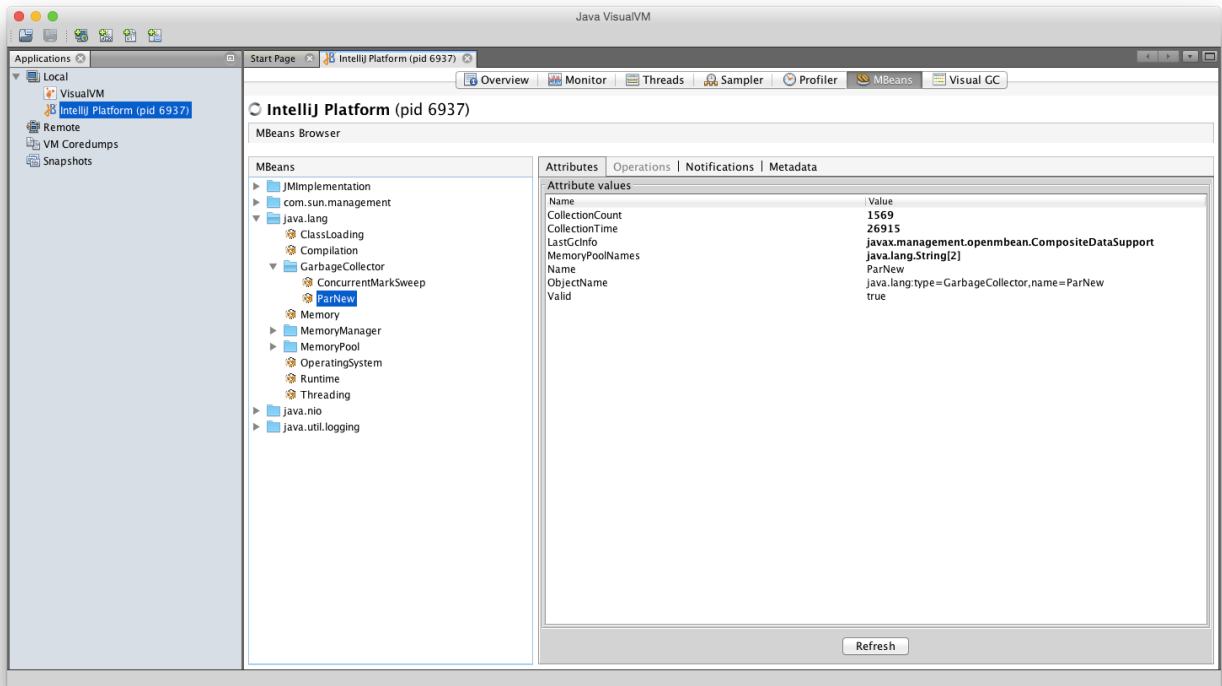 Java VisualVM
Applications
Start Page IntelliJ Platform (pid 6937)
Local
VisualVM
IntelliJ Platform (pid 6937)
Remote
VM Coredumps
Snapshots
Overview Monitor Threads Sampler Profiler MBeans Visual GC
IntelliJ Platform (pid 6937)
MBeans Browser
MBeans
JMImplementation
com.sun.management
java.lang
ClassLoading
Compilation
GarbageCollector
ConcurrentMarkSweep
ParNew
Memory
MemoryManager
MemoryPool
OperatingSystem
Runtime
Threading
java.nio
java.util.logging
Attributes Operations Notifications Metadata
Attribute values
Name Value
CollectionCount 1569
CollectionTime 26915
LastGcInfo javax.management.openmbean.CompositeDataSupport
MemoryPoolNames java.lang.String[2]
Name ParNew
ObjectName java.lang:type=GarbageCollector,name=ParNew
Valid true
Refresh